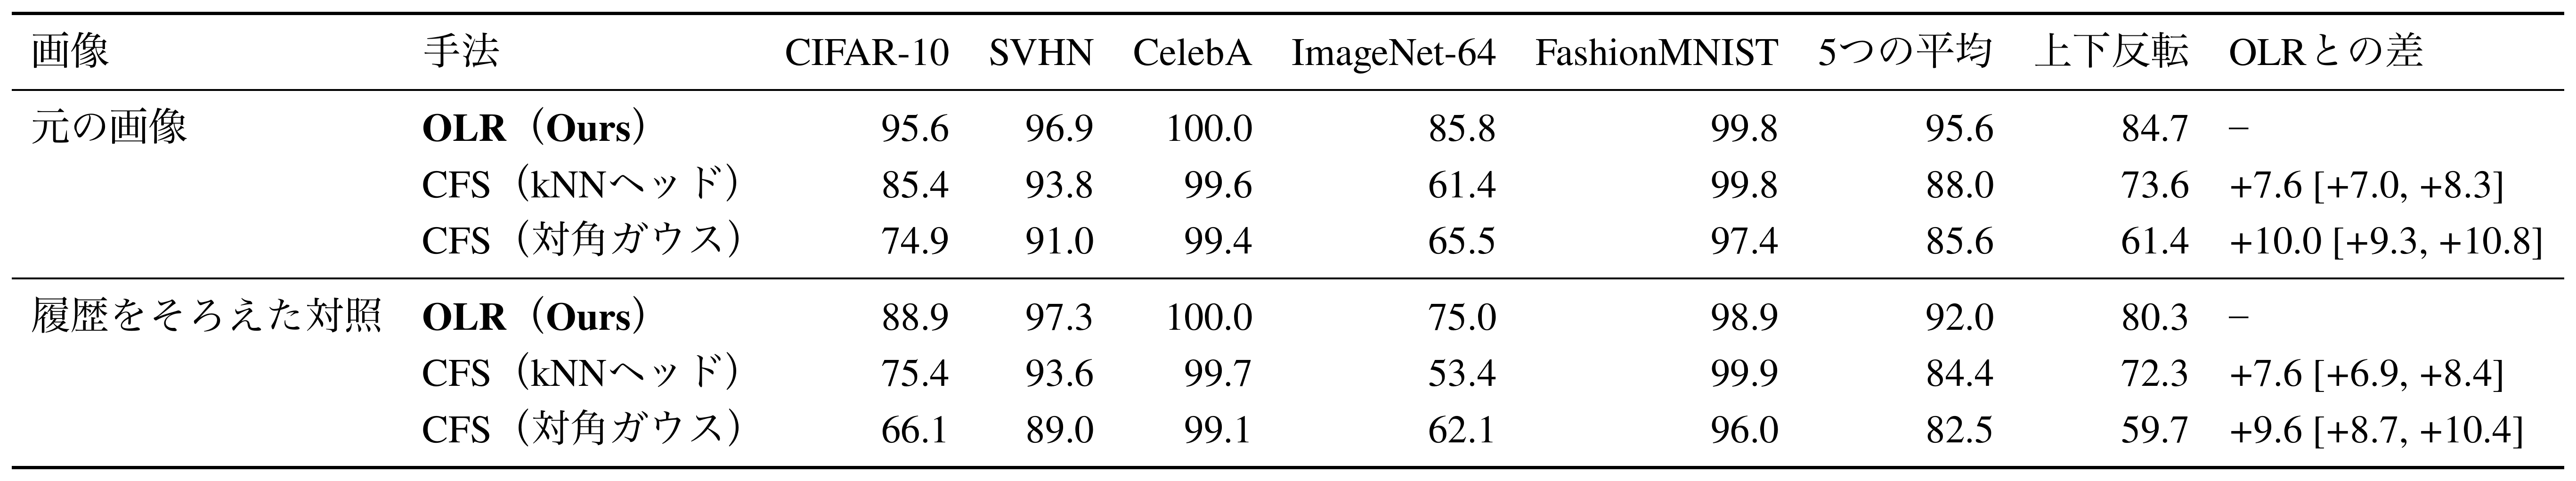 画像 手法 CIFAR-10 SVHN CelebA ImageNet-64 FashionMNIST 5つの平均 上下反転 OLRとの差
元の画像 OLR（Ours） 95.6 96.9 100.0 85.8 99.8 95.6 84.7 –
CFS（kNNヘッド） 85.4 93.8 99.6 61.4 99.8 88.0 73.6 +7.6 [+7.0, +8.3]
CFS（対角ガウス） 74.9 91.0 99.4 65.5 97.4 85.6 61.4 +10.0 [+9.3, +10.8]
履歴をそろえた対照 OLR（Ours） 88.9 97.3 100.0 75.0 98.9 92.0 80.3 –
CFS（kNNヘッド） 75.4 93.6 99.7 53.4 99.9 84.4 72.3 +7.6 [+6.9, +8.4]
CFS（対角ガウス） 66.1 89.0 99.1 62.1 96.0 82.5 59.7 +9.6 [+8.7, +10.4]